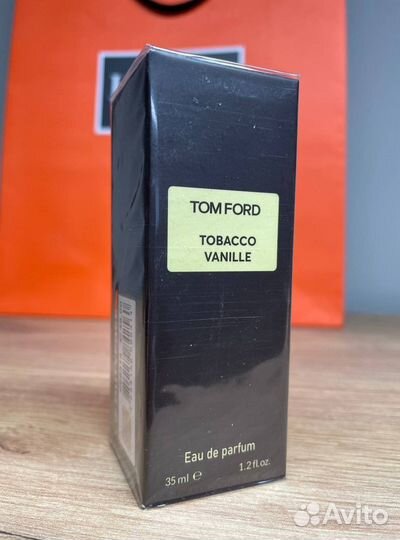 TOM FORD
TOBACCO
VANILLE
Eau de parfum
35 ml ℮ 1.2 fl.oz.
Avito